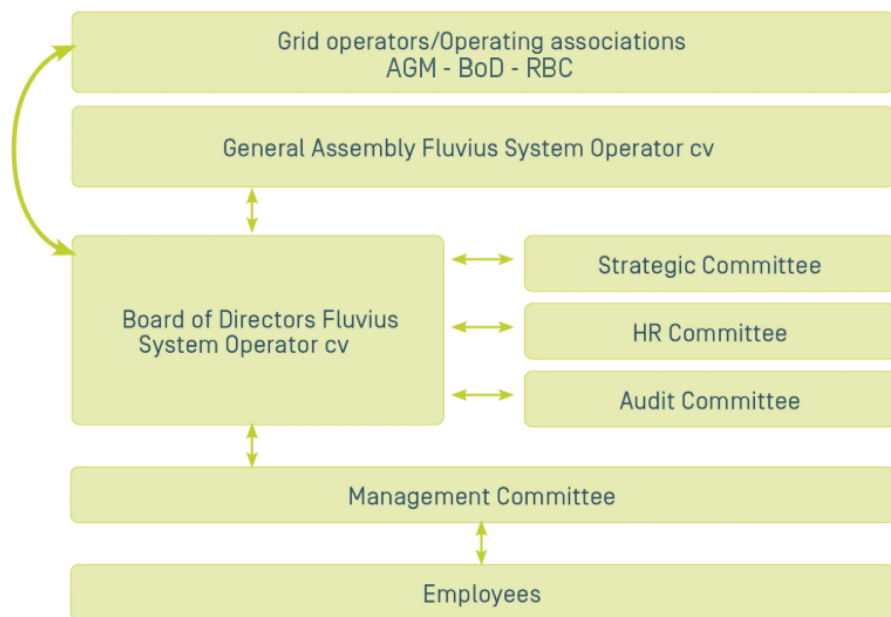 Grid operators/Operating associations
AGM - BoD - RBC
General Assembly Fluvius System Operator cv
Board of Directors Fluvius
System Operator cv
Strategic Committee
HR Committee
Audit Committee
Management Committee
Employees